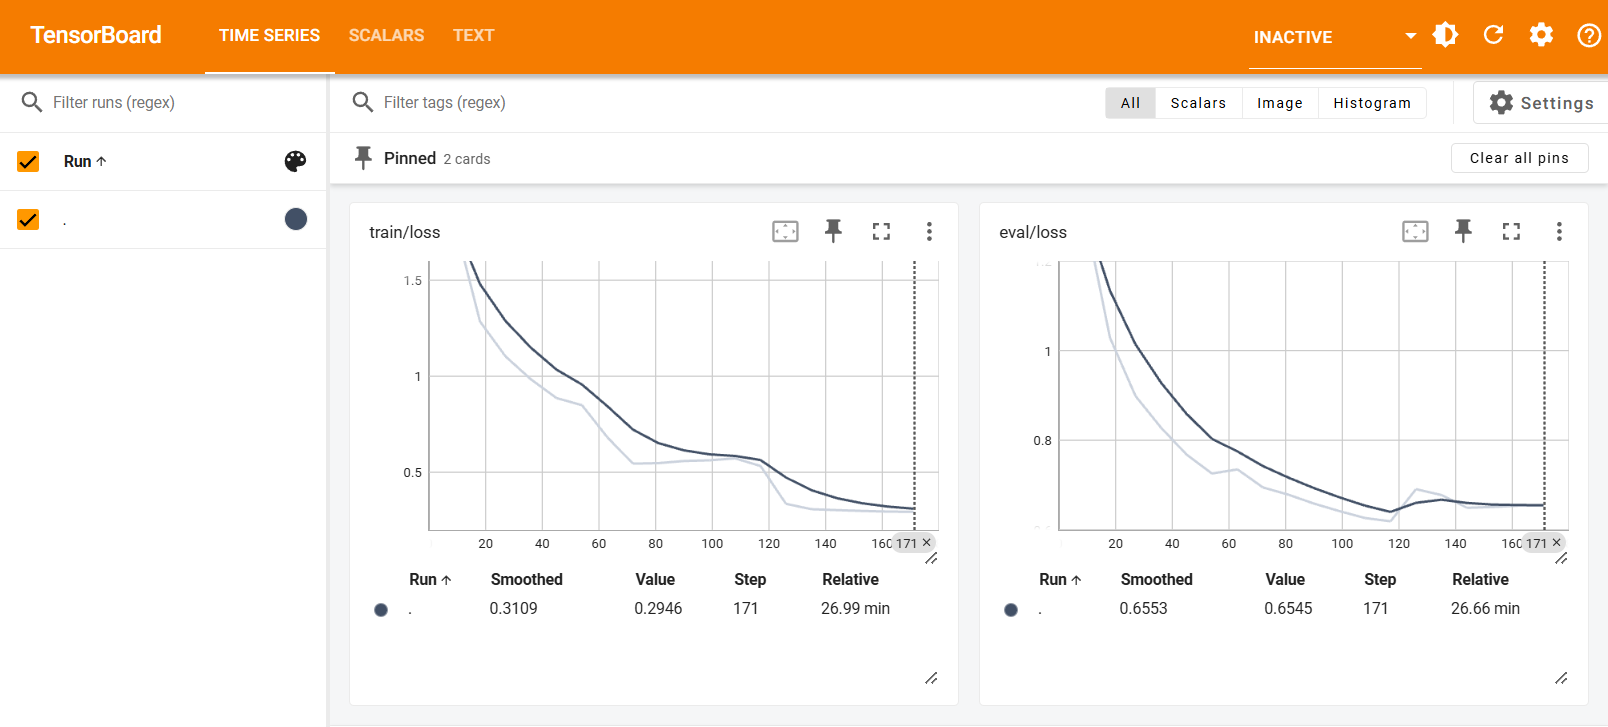 TensorBoard TIME SERIES SCALARS TEXT INACTIVE
Filter runs (regex) Filter tags (regex) All Scalars Image Histogram Settings
Run Pinned 2 cards Clear all pins
.
train/loss
1.5
1
0.5
20 40 60 80 100 120 140 160 171 ×
Run Smoothed Value Step Relative
. 0.3109 0.2946 171 26.99 min
eval/loss
1.2
1
0.8
0.6
20 40 60 80 100 120 140 160 171 ×
Run Smoothed Value Step Relative
. 0.6553 0.6545 171 26.66 min